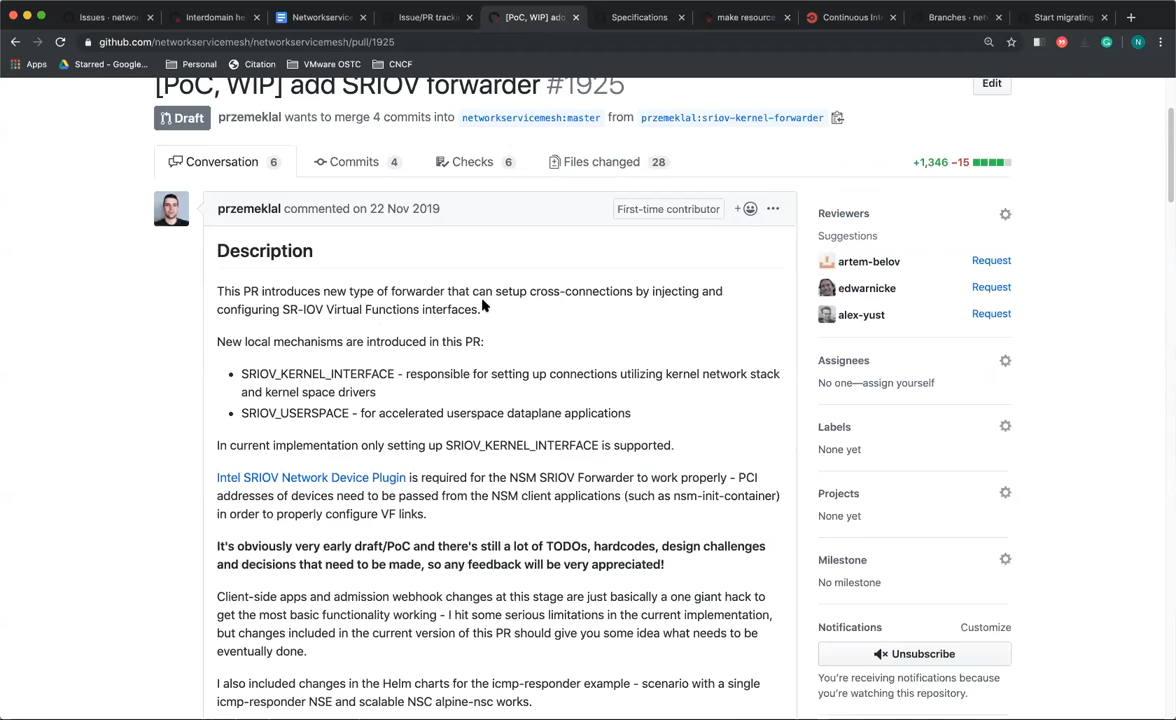 Issues · networ
Interdomain he
Networkservice
Issue/PR tracki
[PoC, WIP] add
Specifications
make resource
Continuous Int
Branches · net
Start migrating
github.com/networkservicemesh/networkservicemesh/pull/1925
N
Apps
Starred – Google...
Personal
Citation
VMware OSTC
CNCF
[PoC, WIP] add SRIOV forwarder #1925
Edit
Draft
przemeklal wants to merge 4 commits into networkservicemesh:master from przemeklal:sriov-kernel-forwarder
Conversation 6
Commits 4
Checks 6
Files changed 28
+1,346 −15
przemeklal commented on 22 Nov 2019
First-time contributor
Description
This PR introduces new type of forwarder that can setup cross-connections by injecting and
configuring SR-IOV Virtual Functions interfaces.
New local mechanisms are introduced in this PR:
• SRIOV_KERNEL_INTERFACE - responsible for setting up connections utilizing kernel network stack
and kernel space drivers
• SRIOV_USERSPACE - for accelerated userspace dataplane applications
In current implementation only setting up SRIOV_KERNEL_INTERFACE is supported.
Intel SRIOV Network Device Plugin is required for the NSM SRIOV Forwarder to work properly - PCI
addresses of devices need to be passed from the NSM client applications (such as nsm-init-container)
in order to properly configure VF links.
It's obviously very early draft/PoC and there's still a lot of TODOs, hardcodes, design challenges
and decisions that need to be made, so any feedback will be very appreciated!
Client-side apps and admission webhook changes at this stage are just basically a one giant hack to
get the most basic functionality working - I hit some serious limitations in the current implementation,
but changes included in the current version of this PR should give you some idea what needs to be
eventually done.
I also included changes in the Helm charts for the icmp-responder example - scenario with a single
icmp-responder NSE and scalable NSC alpine-nsc works.
Reviewers
Suggestions
artem-belov Request
edwarnicke Request
alex-yust Request
Assignees
No one—assign yourself
Labels
None yet
Projects
None yet
Milestone
No milestone
Notifications Customize
Unsubscribe
You're receiving notifications because
you're watching this repository.